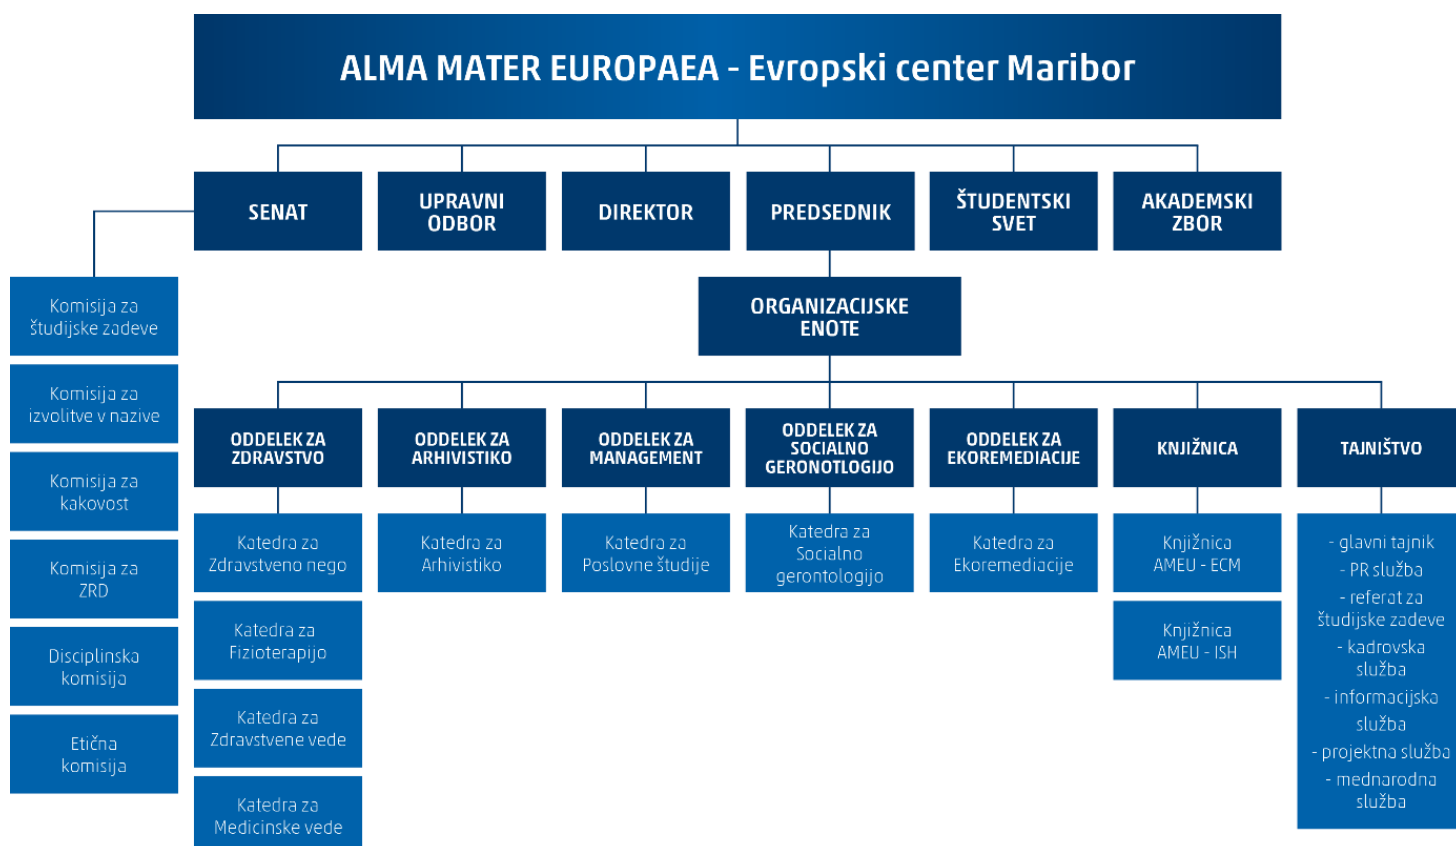 ALMA MATER EUROPAEA - Evropski center Maribor
SENAT
UPRAVNI
ODBOR
DIREKTOR
PREDSEDNIK
ŠTUDENTSKI
SVET
AKADEMSKI
ZBOR
Komisija za
študijske zadeve
Komisija za
izvolitve v nazive
Komisija za
kakovost
Komisija za
ZRD
Disciplinska
komisija
Etična
komisija
ORGANIZACIJSKE
ENOTE
ODDELEK ZA
ZDRAVSTVO
ODDELEK ZA
ARHIVISTIKO
ODDELEK ZA
MANAGEMENT
ODDELEK ZA
SOCIALNO
GERONOTLOGIJO
ODDELEK ZA
EKOREMEDIACIJE
KNJIŽNICA
TAJNIŠTVO
Katedra za
Zdravstveno nego
Katedra za
Fizioterapijo
Katedra za
Zdravstvene vede
Katedra za
Medicinske vede
Katedra za
Arhivistiko
Katedra za
Poslovne študije
Katedra za
Socialno
gerontologijo
Katedra za
Ekoremediacije
Knjižnica
AMEU - ECM
Knjižnica
AMEU - ISH
- glavni tajnik
- PR služba
- referat za
študijske zadeve
- kadrovska
služba
- informacijska
služba
- projektna služba
- mednarodna
služba